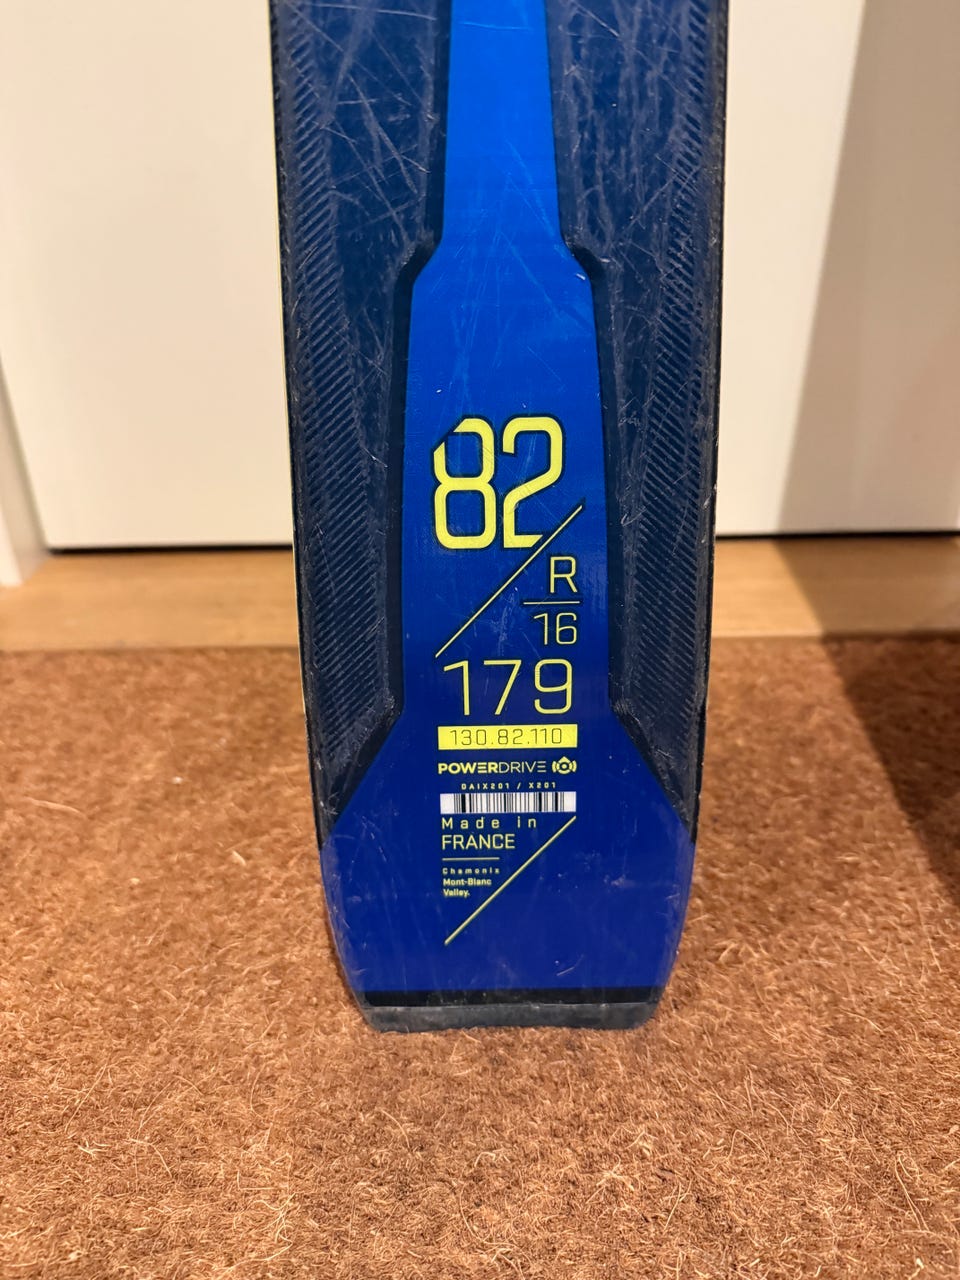 82
R
16
179
130.82.110
POWERDRIVE
DAIX201 / X201
Made in
FRANCE
Chamonix
Mont-Blanc
Valley.